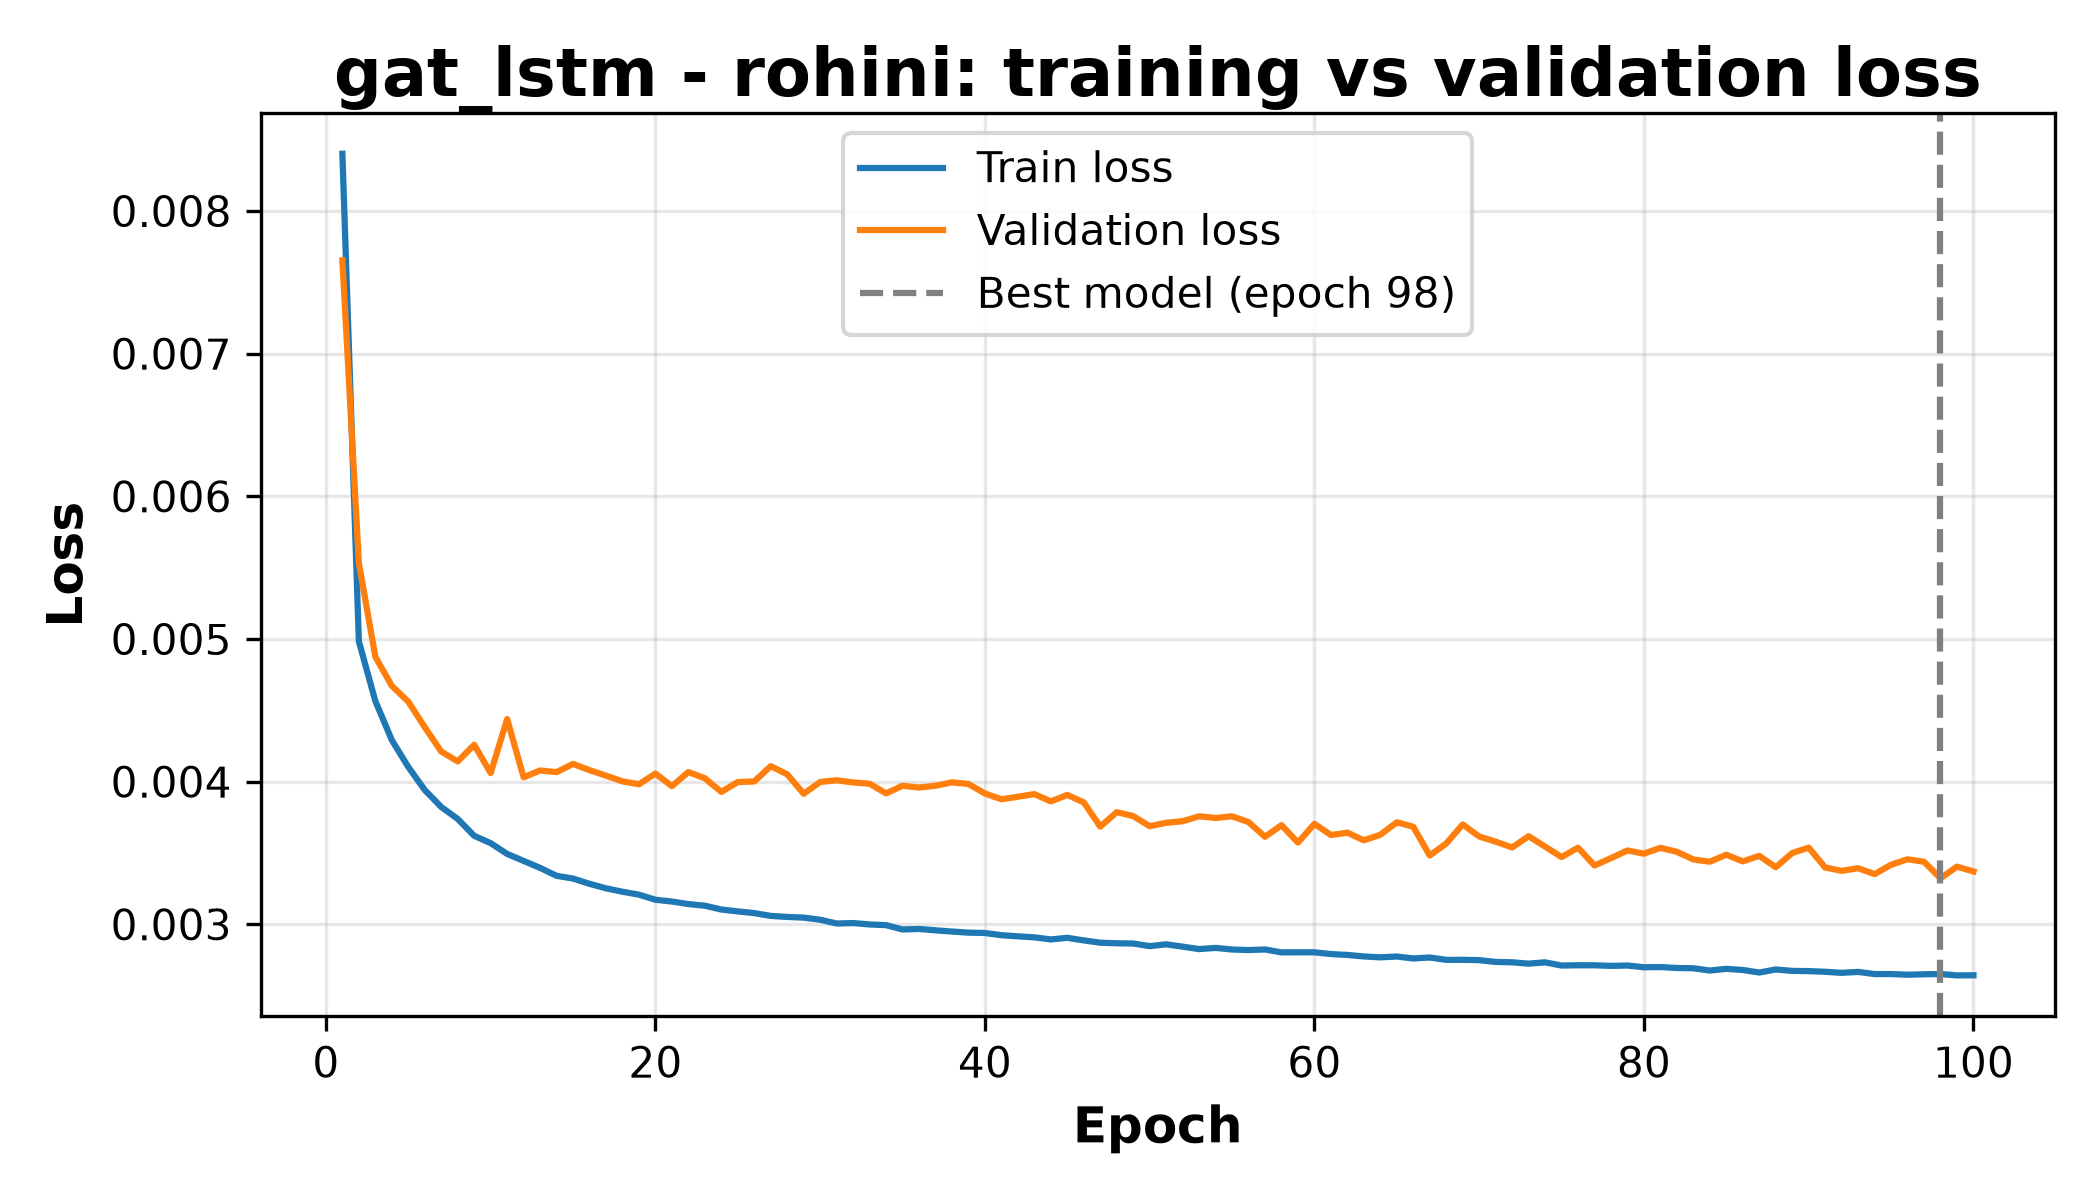 gat_lstm - rohini: training vs validation loss
Train loss
Validation loss
Best model (epoch 98)
Loss
0.008
0.007
0.006
0.005
0.004
0.003
0 20 40 60 80 100
Epoch